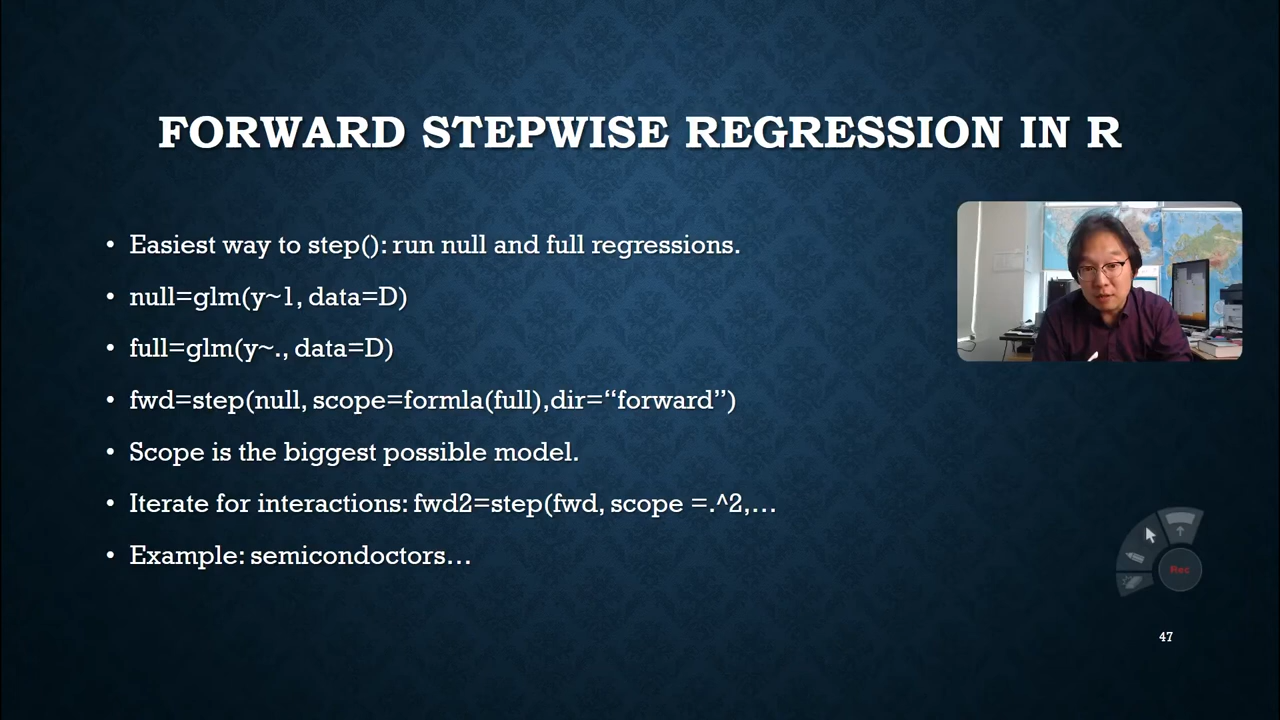 FORWARD STEPWISE REGRESSION IN R
• Easiest way to step(): run null and full regressions.
• null=glm(y~1, data=D)
• full=glm(y~., data=D)
• fwd=step(null, scope=formla(full),dir=“forward”)
• Scope is the biggest possible model.
• Iterate for interactions: fwd2=step(fwd, scope =.^2,…
• Example: semicondoctors…
Rec
47